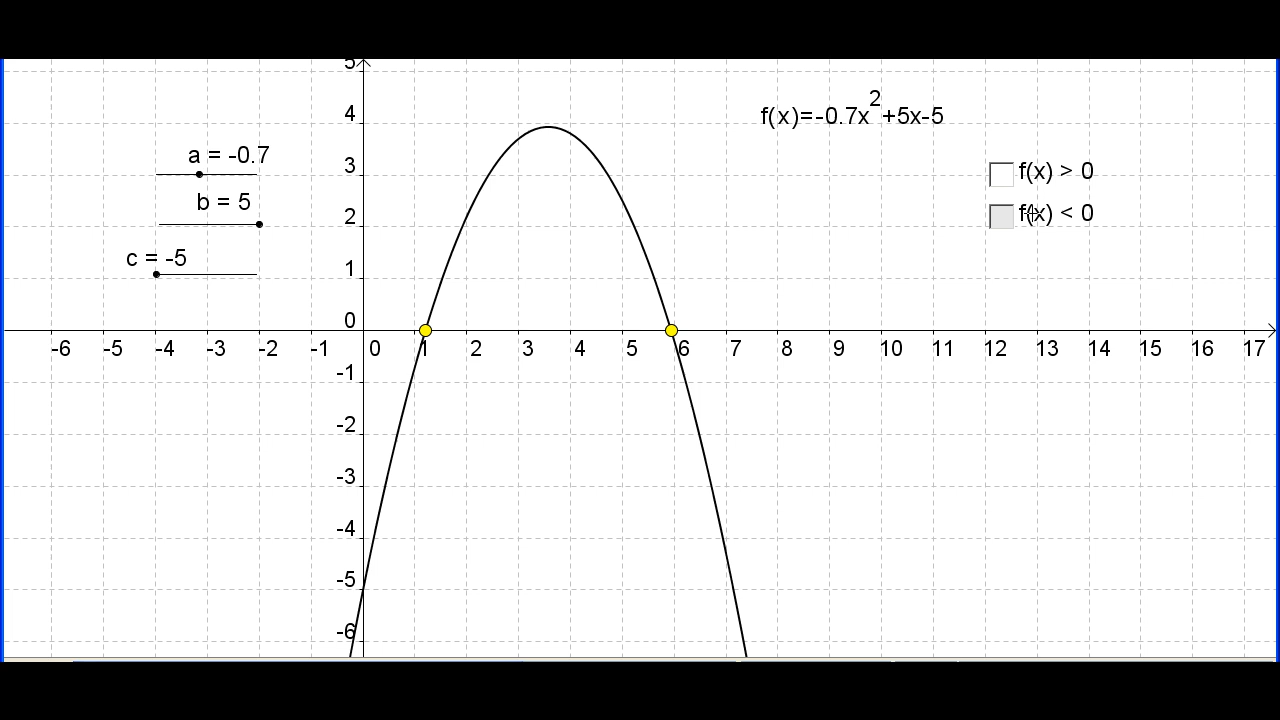 5
4
f(x)=-0.7x²+5x-5
a = -0.7
3
f(x) > 0
b = 5
2
f(x) < 0
c = -5
1
0
-6 -5 -4 -3 -2 -1 0 1 2 3 4 5 6 7 8 9 10 11 12 13 14 15 16 17
-1
-2
-3
-4
-5
-6